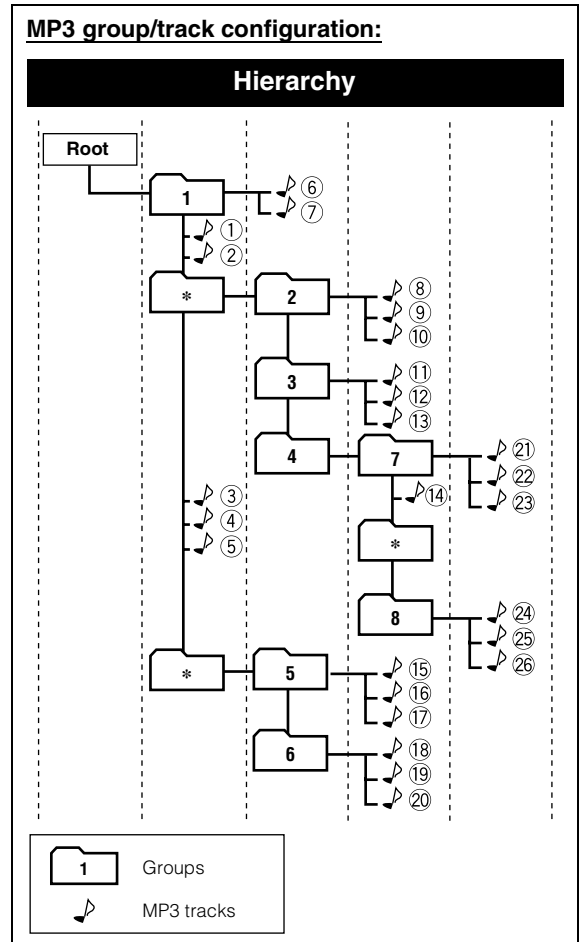 MP3 group/track configuration:
Hierarchy
Root
1 ⑥
⑦
①
②
* 2 ⑧
⑨
⑩
3 ⑪
⑫
⑬
4 7 ㉑
③ ⑭ ㉒
④ ㉓
⑤ *
8 ㉔
㉕
㉖
* 5 ⑮
⑯
⑰
6 ⑱
⑲
⑳
1 Groups
MP3 tracks